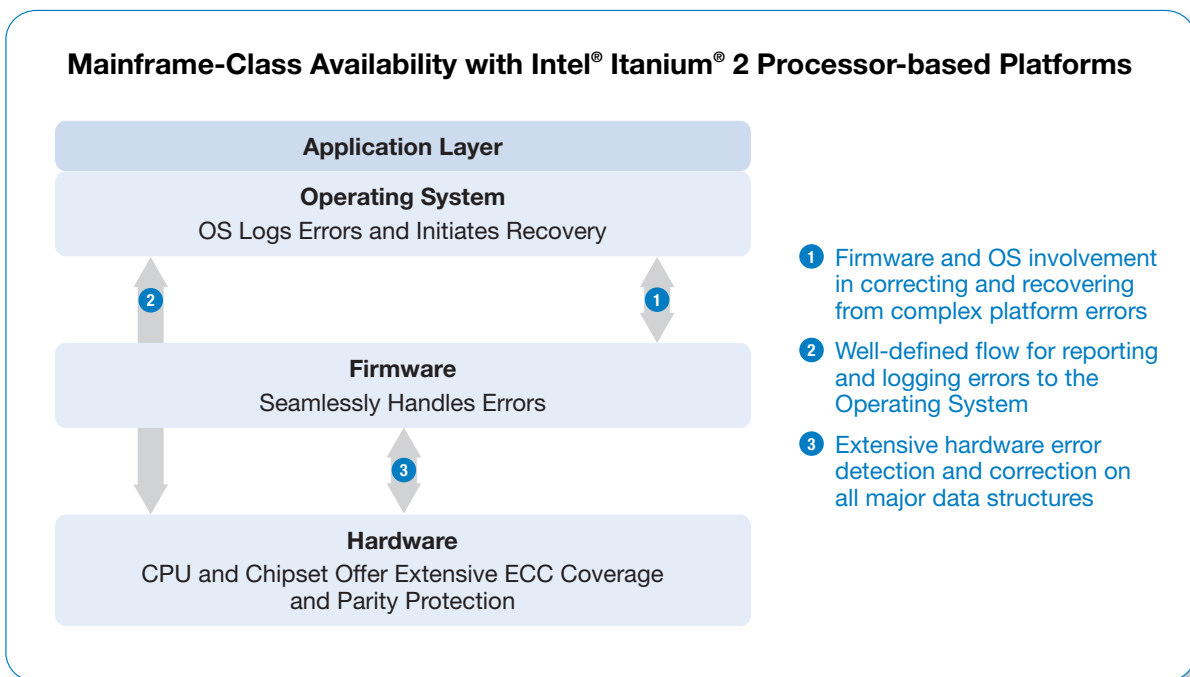 Mainframe-Class Availability with Intel® Itanium® 2 Processor-based Platforms
Application Layer
Operating System
OS Logs Errors and Initiates Recovery
2
1
Firmware
Seamlessly Handles Errors
3
Hardware
CPU and Chipset Offer Extensive ECC Coverage
and Parity Protection
1 Firmware and OS involvement
in correcting and recovering
from complex platform errors
2 Well-defined flow for reporting
and logging errors to the
Operating System
3 Extensive hardware error
detection and correction on
all major data structures